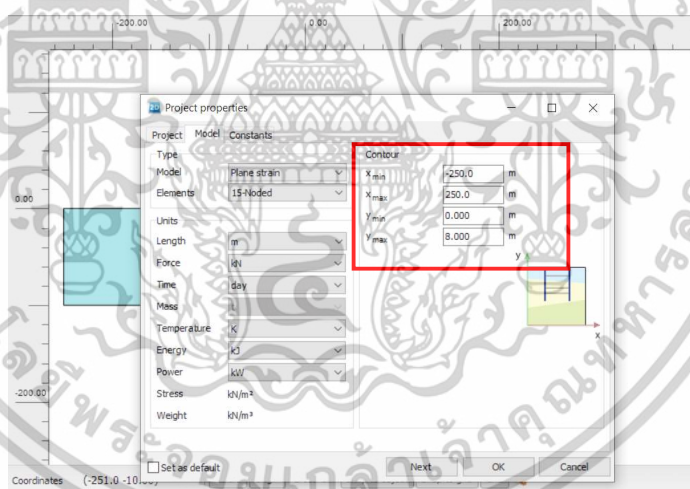 -200.00 0.00 200.00
Project properties
Project Model Constants
Type
Model Plane strain
Elements 15-Noded
Units
Length m
Force kN
Time day
Mass t
Temperature K
Energy kJ
Power kW
Stress kN/m²
Weight kN/m³
Contour
x min -250.0 m
x max 250.0 m
y min 0.000 m
y max 8.000 m
y
x
0.00
-200.00
Set as default
Next OK Cancel
Coordinates (-251.0 -10